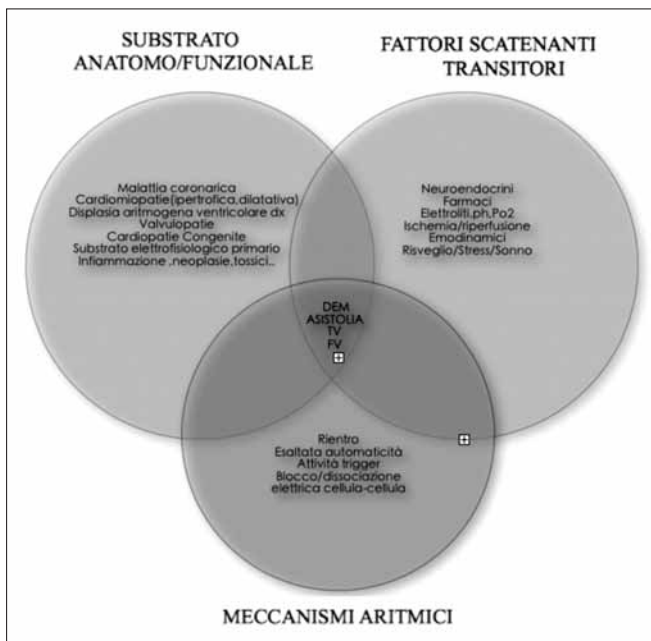 SUBSTRATO
ANATOMO/FUNZIONALE
FATTORI SCATENANTI
TRANSITORI
Malattia coronarica
Cardiomiopatie(ipertrofica,dilatativa)
Displasia aritmogena ventricolare dx
Valvulopatie
Cardiopatie Congenite
Substrato elettrofisiologico primario
Infiammazione ,neoplasie,tossici..
Neuroendocrini
Farmaci
Elettroliti,ph,Po2
Ischemia/riperfusione
Emodinamici
Risveglio/Stress/Sonno
DEM
ASISTOLIA
TV
FV
Rientro
Esaltata automaticità
Attività trigger
Blocco/dissociazione
elettrica cellula-cellula
MECCANISMI ARITMICI